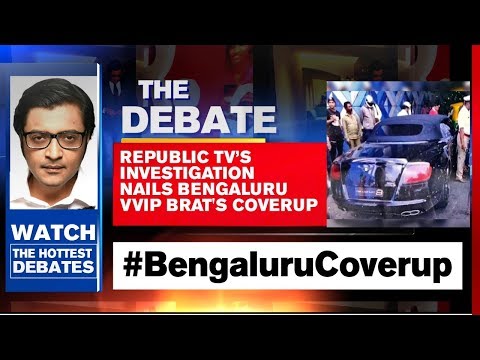 THE
DEBATE
REPUBLIC TV'S
INVESTIGATION
NAILS BENGALURU
VVIP BRAT'S COVERUP
WATCH
THE HOTTEST
DEBATES
#BengaluruCoverup